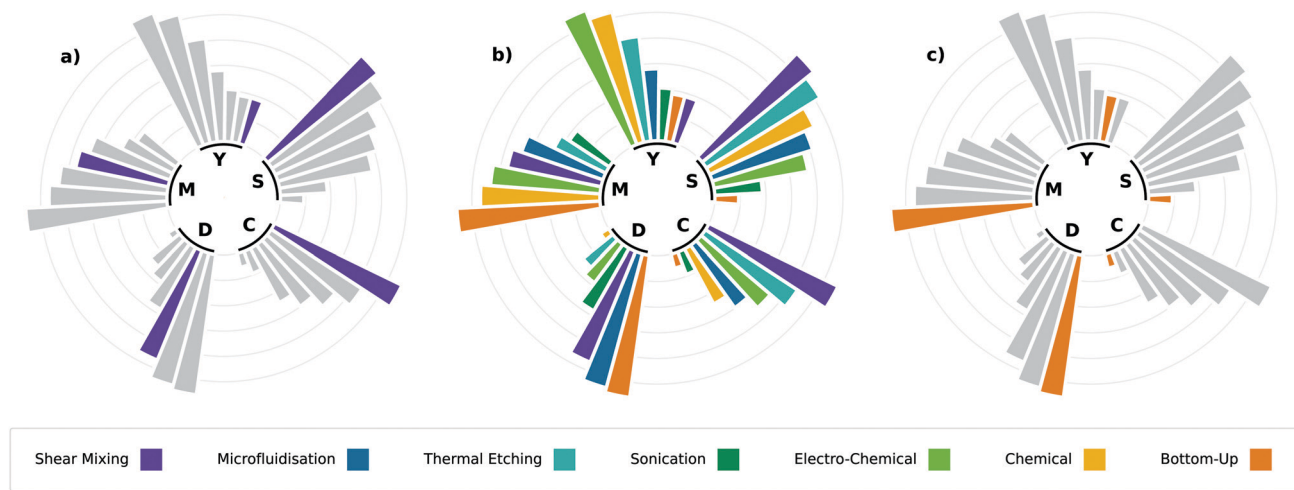 a)
Y
S
C
D
M
b)
Y
S
C
D
M
c)
Y
S
C
D
M
Shear Mixing Microfluidisation Thermal Etching Sonication Electro-Chemical Chemical Bottom-Up